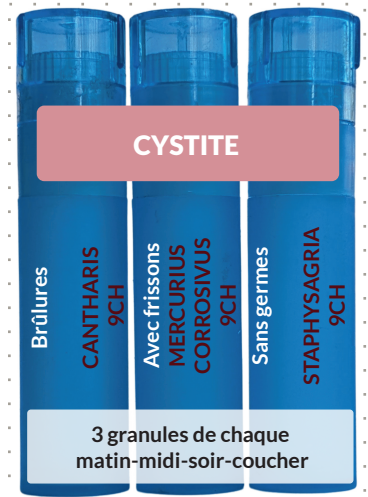 CYSTITE
Brûlures
CANTHARIS
9CH
Avec frissons
MERCURIUS
CORROSIVUS
9CH
Sans germes
STAPHYSAGRIA
9CH
3 granules de chaque
matin-midi-soir-coucher